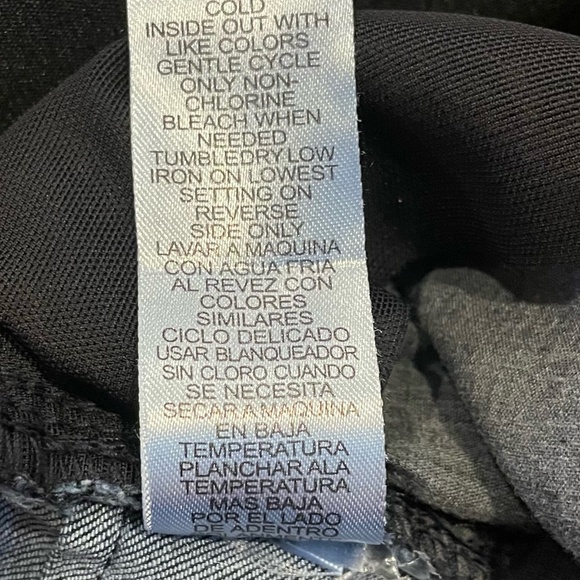 COLD
INSIDE OUT WITH
LIKE COLORS
GENTLE CYCLE
ONLY NON-
CHLORINE
BLEACH WHEN
NEEDED
TUMBLEDRY LOW
IRON ON LOWEST
SETTING ON
REVERSE
SIDE ONLY
LAVAR A MAQUINA
CON AGUA FRIA
AL REVEZ CON
COLORES
SIMILARES
CICLO DELICADO
USAR BLANQUEADOR
SIN CLORO CUANDO
SE NECESITA
SECAR A MAQUINA
EN BAJA
TEMPERATURA
PLANCHAR ALA
TEMPERATURA
MAS BAJA
POR EL LADO
DE ADENTRO